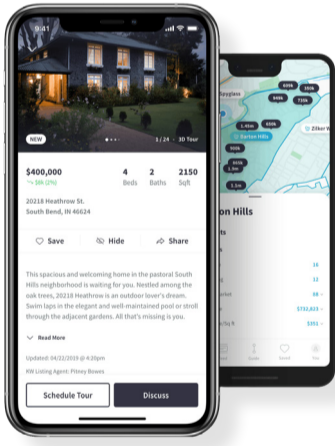 9:41
NEW
1/24 · 3D Tour
$400,000
4
2
2150
Beds
Baths
Sqft
20218 Heathrow St.
South Bend, IN 46624
Save
Hide
Share
This spacious and welcoming home in the pastoral South
Hills neighborhood is waiting for you. Nestled among the
oak trees, 20218 Heathrow is an outdoor lover's dream.
Swim laps in the elegant and well-maintained pool or stroll
through the adjacent gardens. All that's missing is you.
Read More
Updated: 04/22/2019 @ 4:20pm
KW Listing Agent: Pitney Bowes
Schedule Tour
Discuss
Spyglass
Barton Hills
Zilker
on Hills
$732,823
$351